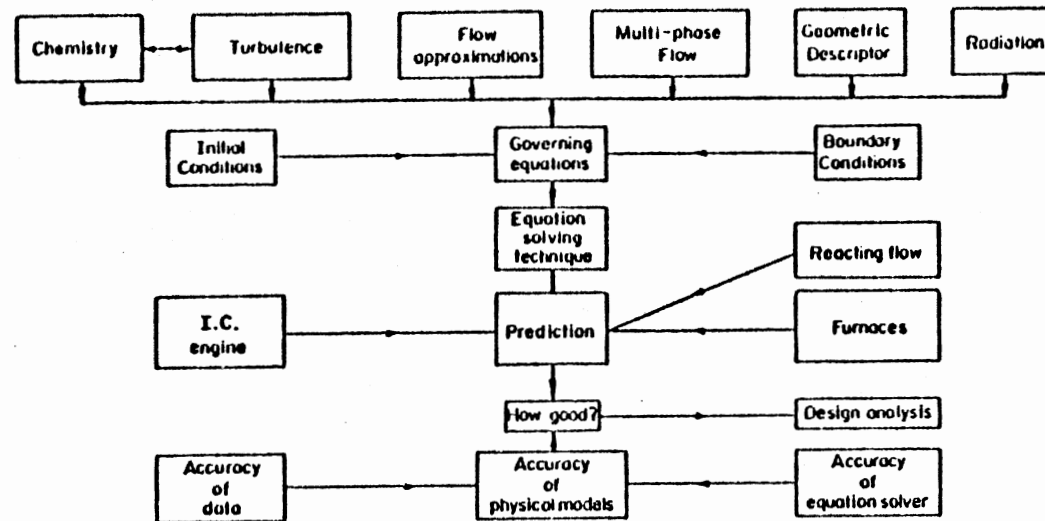 Chemistry
Turbulence
Flow
approximations
Multi-phase
Flow
Geometric
Descriptor
Radiation
Initial
Conditions
Governing
equations
Boundary
Conditions
Equation
solving
technique
Reacting flow
I.C.
engine
Prediction
Furnaces
How good?
Design analysis
Accuracy
of
data
Accuracy
of
physical models
Accuracy
of
equation solver